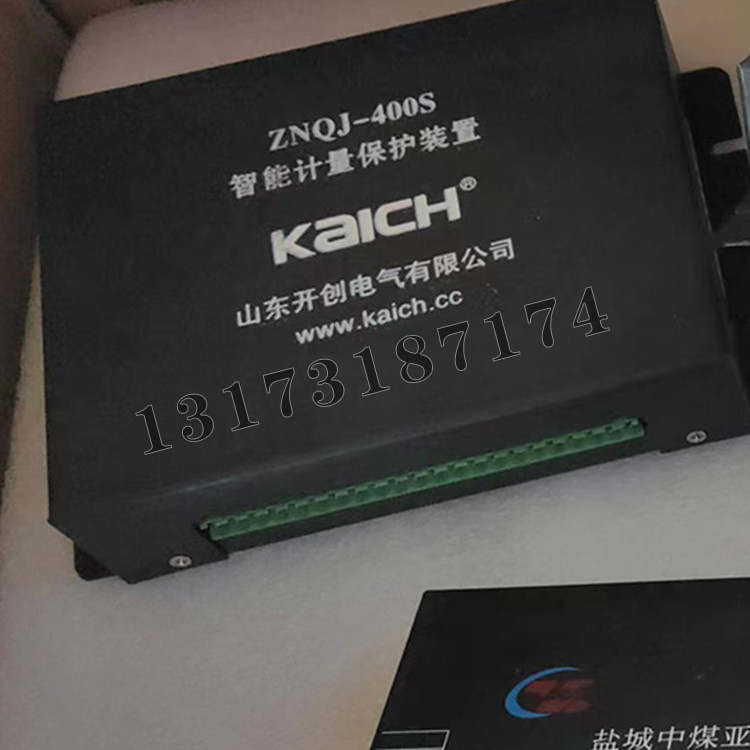 ZNQJ-400S
智能计量保护装置
KAICH®
山东开创电气有限公司
www.kaich.cc
13173187174
盐城中煤亚